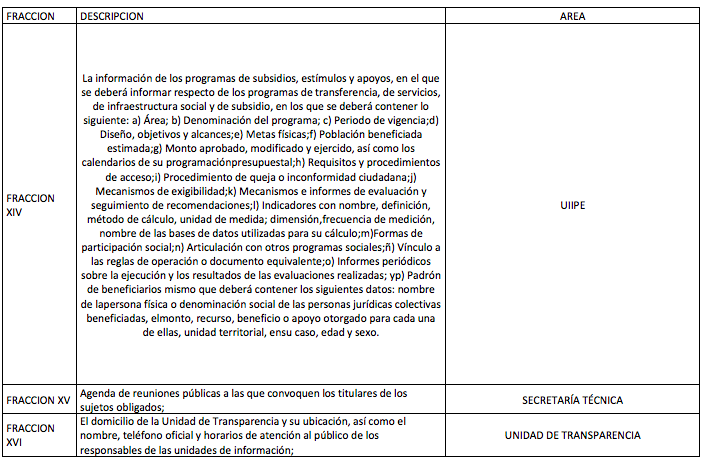 FRACCION DESCRIPCION AREA
La información de los programas de subsidios, estímulos y apoyos, en el que
se deberá informar respecto de los programas de transferencia, de servicios,
de infraestructura social y de subsidio, en los que se deberá contener lo
siguiente: a) Área; b) Denominación del programa; c) Periodo de vigencia;d)
Diseño, objetivos y alcances;e) Metas físicas;f) Población beneficiada
estimada;g) Monto aprobado, modificado y ejercido, así como los
calendarios de su programaciónpresupuestal;h) Requisitos y procedimientos
de acceso;i) Procedimiento de queja o inconformidad ciudadana;j)
Mecanismos de exigibilidad;k) Mecanismos e informes de evaluación y
seguimiento de recomendaciones;l) Indicadores con nombre, definición,
método de cálculo, unidad de medida; dimensión,frecuencia de medición,
nombre de las bases de datos utilizadas para su cálculo;m)Formas de
participación social;n) Articulación con otros programas sociales;ñ) Vínculo a
las reglas de operación o documento equivalente;o) Informes periódicos
sobre la ejecución y los resultados de las evaluaciones realizadas; yp) Padrón
de beneficiarios mismo que deberá contener los siguientes datos: nombre
de lapersona física o denominación social de las personas jurídicas colectivas
beneficiadas, elmonto, recurso, beneficio o apoyo otorgado para cada una
de ellas, unidad territorial, ensu caso, edad y sexo.
FRACCION
XIV
UIIPE
FRACCION XV
Agenda de reuniones públicas a las que convoquen los titulares de los
sujetos obligados;
SECRETARÍA TÉCNICA
FRACCION
XVI
El domicilio de la Unidad de Transparencia y su ubicación, así como el
nombre, teléfono oficial y horarios de atención al público de los
responsables de las unidades de información;
UNIDAD DE TRANSPARENCIA